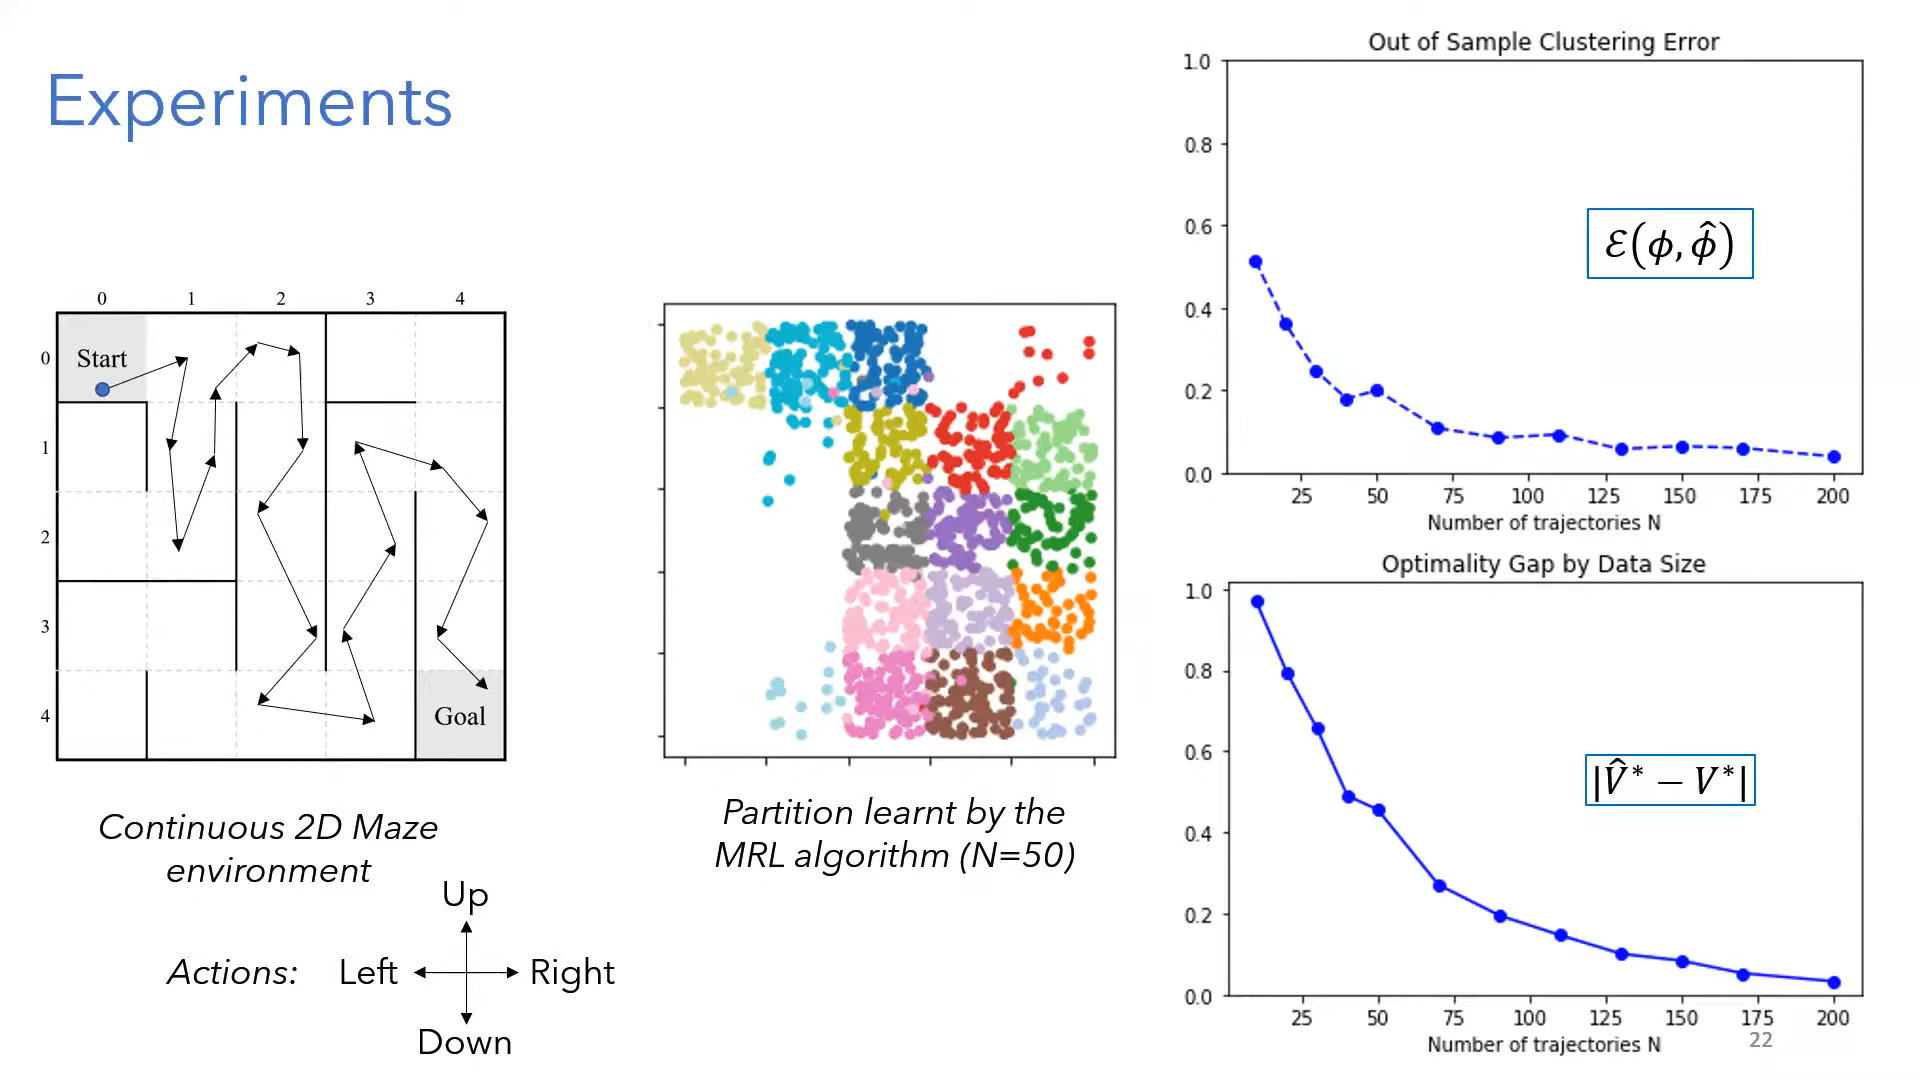 Experiments
0 1 2 3 4
0
1
2
3
4
Start
Goal
Continuous 2D Maze
environment
Actions:
Up
Left
Right
Down
Partition learnt by the
MRL algorithm (N=50)
Out of Sample Clustering Error
1.0
0.8
0.6
0.4
0.2
0.0
ℰ(ϕ, ϕ̂)
25 50 75 100 125 150 175 200
Number of trajectories N
Optimality Gap by Data Size
1.0
0.8
0.6
0.4
0.2
0.0
|V̂* − V*|
25 50 75 100 125 150 175 200
Number of trajectories N
22